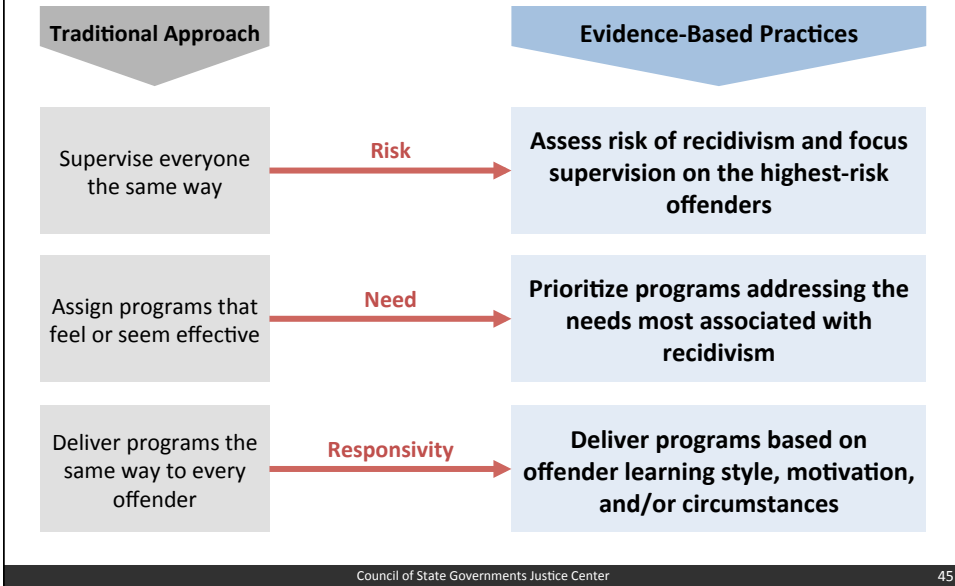 Traditional Approach
Evidence-Based Practices
Supervise everyone
the same way
Risk
Assess risk of recidivism and focus
supervision on the highest-risk
offenders
Assign programs that
feel or seem effective
Need
Prioritize programs addressing the
needs most associated with
recidivism
Deliver programs the
same way to every
offender
Responsivity
Deliver programs based on
offender learning style, motivation,
and/or circumstances
Council of State Governments Justice Center
45